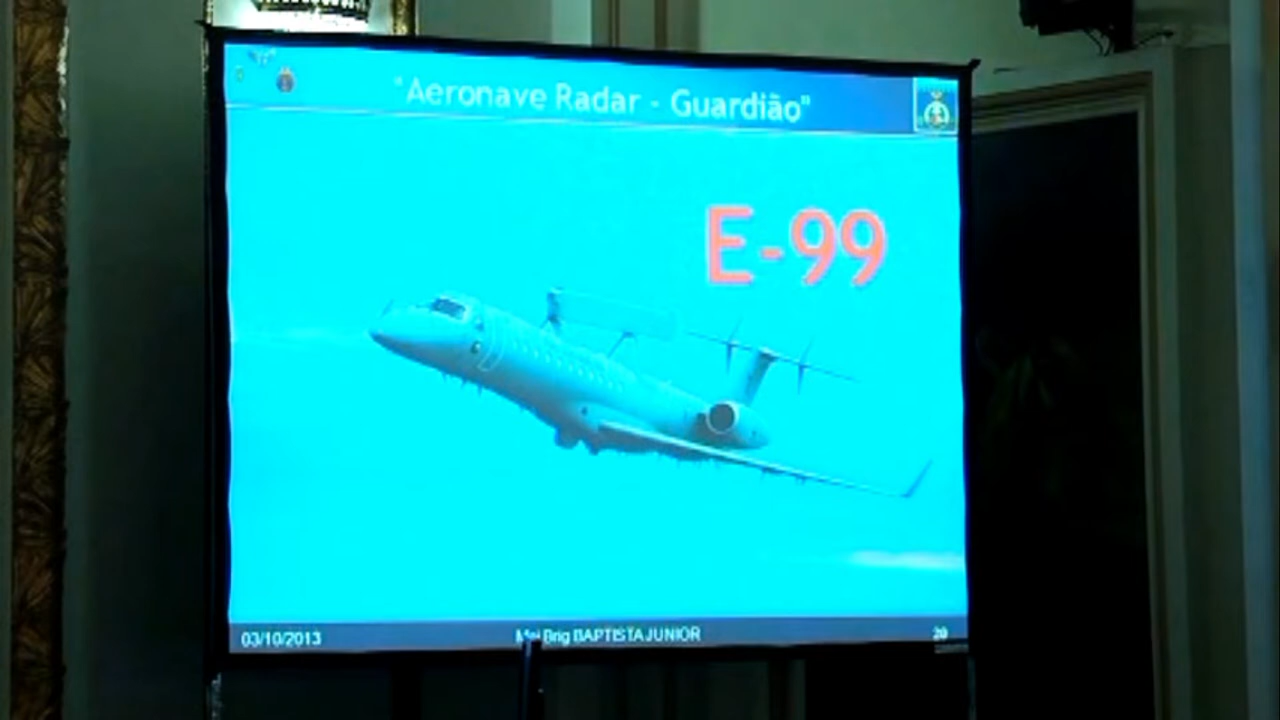 "Aeronave Radar - Guardião"
E-99
03/10/2013
Maj Brig BAPTISTA JUNIOR
20